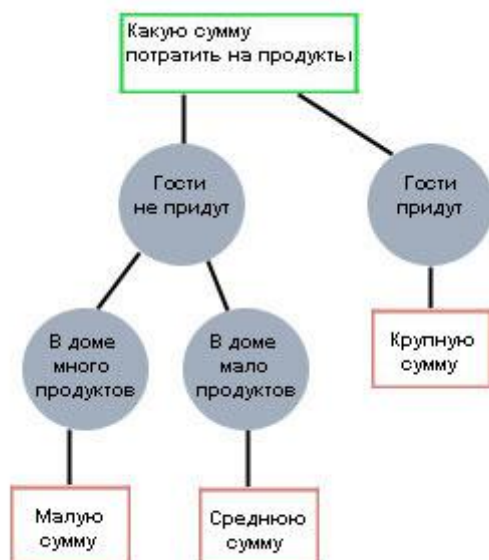 Какую сумму
потратить на продукты
Гости
не придут
Гости
придут
В доме
много
продуктов
В доме
мало
продуктов
Крупную
сумму
Малую
сумму
Среднюю
сумму